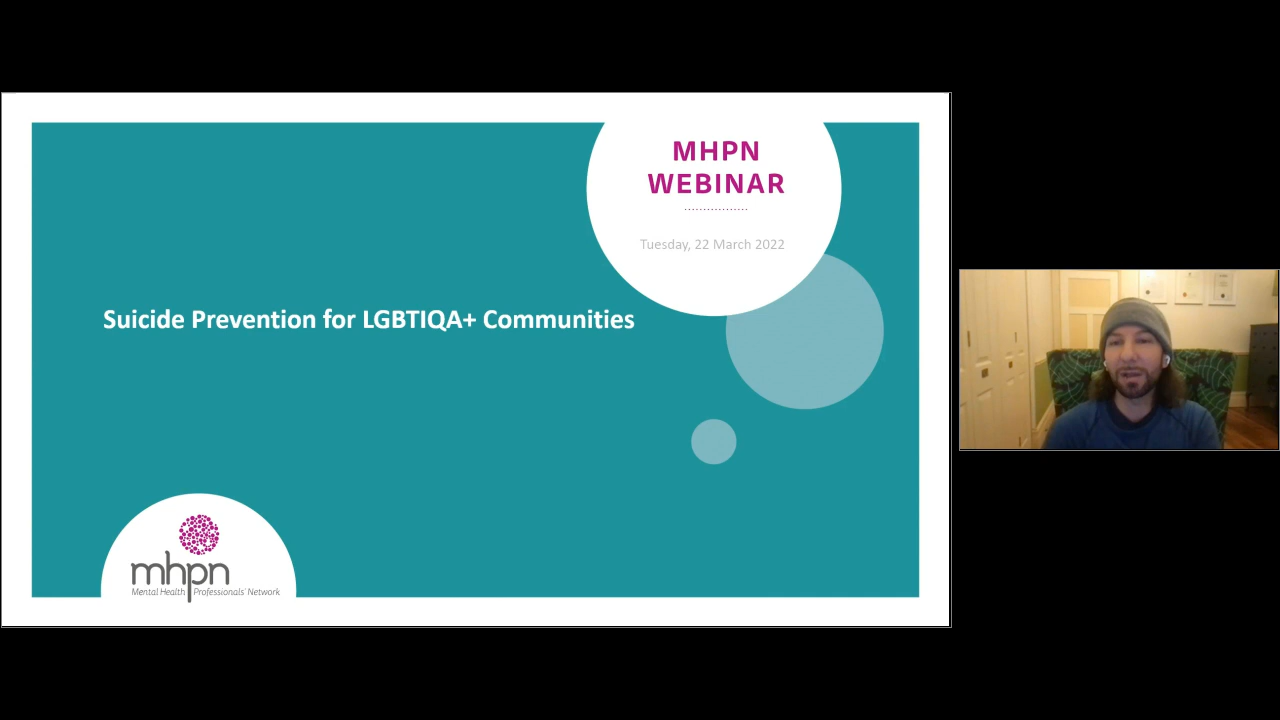 MHPN
WEBINAR
Tuesday, 22 March 2022
Suicide Prevention for LGBTIQA+ Communities
mhpn
Mental Health Professionals' Network